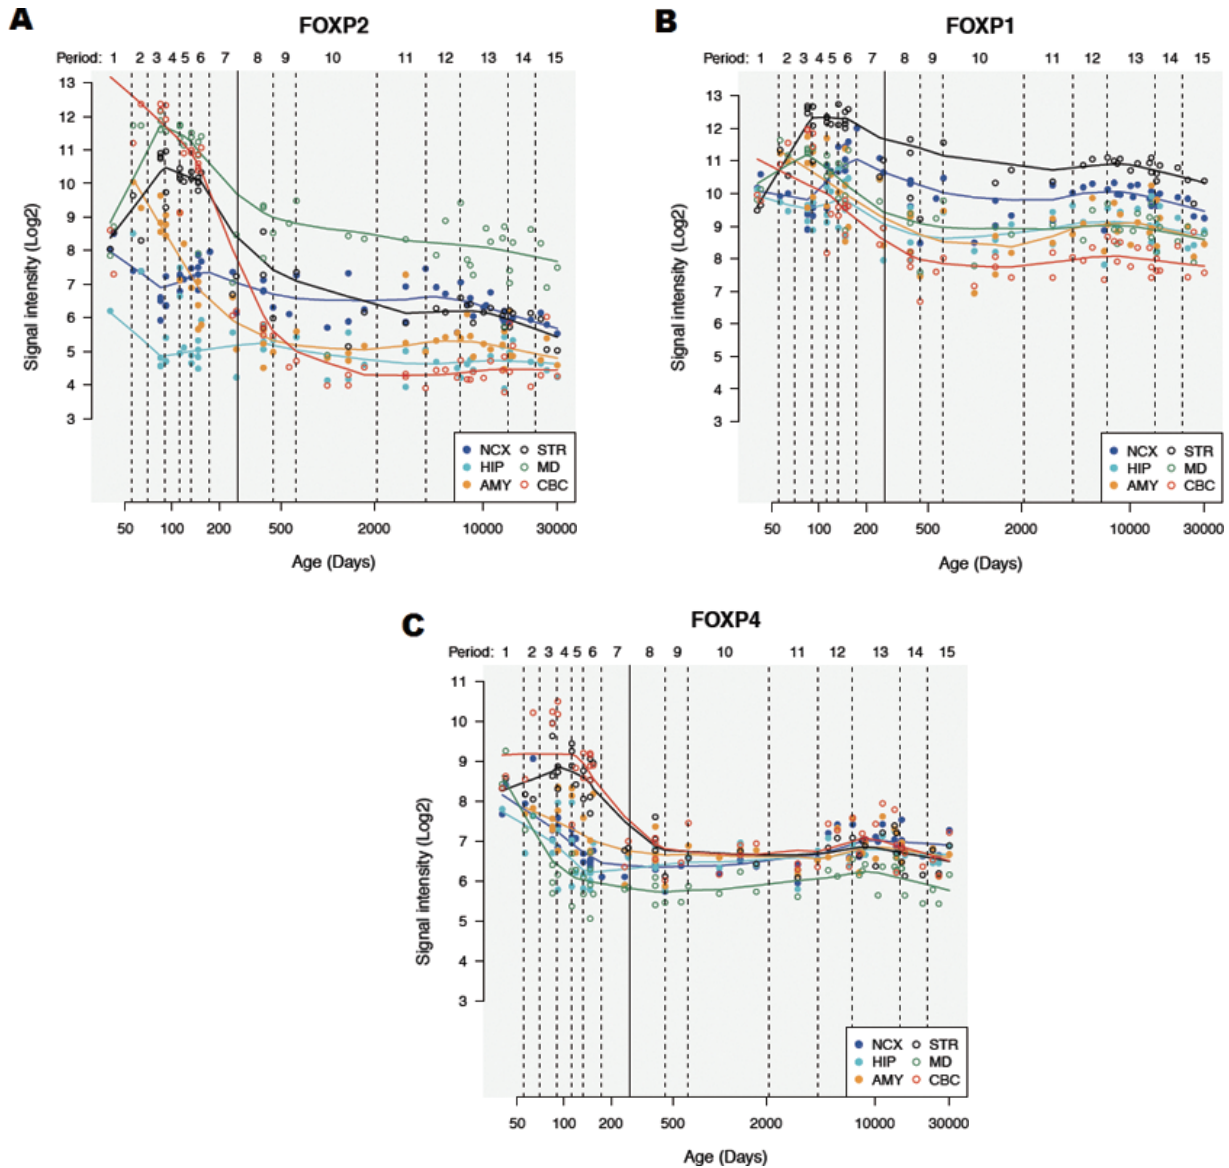 A
FOXP2
Period: 1 2 3 4 5 6 7 8 9 10 11 12 13 14 15
Signal intensity (Log2)
13
12
11
10
9
8
7
6
5
4
3
NCX STR
HIP MD
AMY CBC
50 100 200 500 2000 10000 30000
Age (Days)
B
FOXP1
Period: 1 2 3 4 5 6 7 8 9 10 11 12 13 14 15
Signal intensity (Log2)
13
12
11
10
9
8
7
6
5
4
3
NCX STR
HIP MD
AMY CBC
50 100 200 500 2000 10000 30000
Age (Days)
C
FOXP4
Period: 1 2 3 4 5 6 7 8 9 10 11 12 13 14 15
Signal intensity (Log2)
11
10
9
8
7
6
5
4
3
NCX STR
HIP MD
AMY CBC
50 100 200 500 2000 10000 30000
Age (Days)